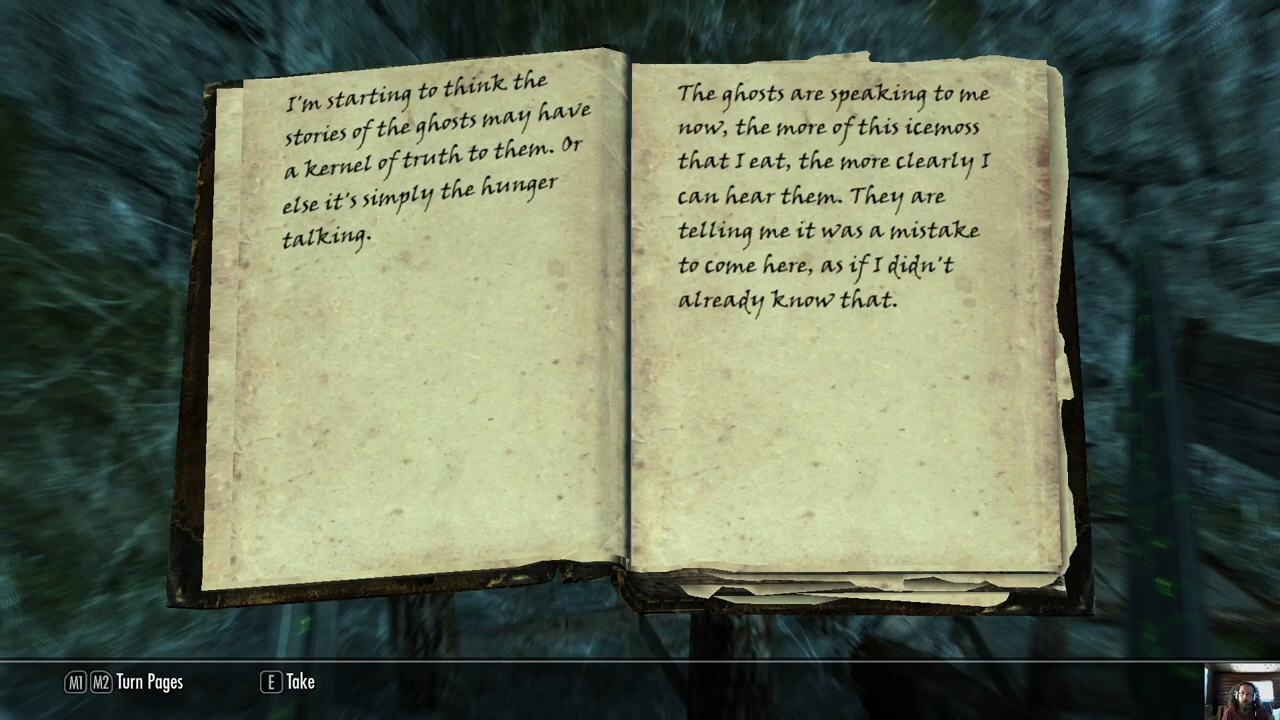 I'm starting to think the
stories of the ghosts may have
a kernel of truth to them. Or
else it's simply the hunger
talking.
The ghosts are speaking to me
now, the more of this icemoss
that I eat, the more clearly I
can hear them. They are
telling me it was a mistake
to come here, as if I didn't
already know that.
M1 M2 Turn Pages
E Take